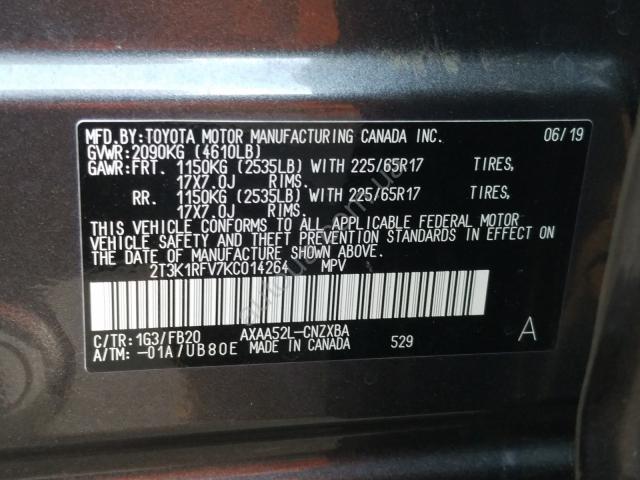 MFD.BY:TOYOTA MOTOR MANUFACTURING CANADA INC. 06/19
GVWR:2090KG (4610LB)
GAWR:FRT. 1150KG (2535LB) WITH 225/65R17 TIRES,
17X7.0J RIMS.
RR. 1150KG (2535LB) WITH 225/65R17 TIRES,
17X7.0J RIMS.
THIS VEHICLE CONFORMS TO ALL APPLICABLE FEDERAL MOTOR
VEHICLE SAFETY AND THEFT PREVENTION STANDARDS IN EFFECT ON
THE DATE OF MANUFACTURE SHOWN ABOVE.
2T3K1RFV7KC014264 MPV
C/TR:1G3/FB20 AXAA52L-CNZXBA
A/TM:-01A/UB80E MADE IN CANADA 529 A